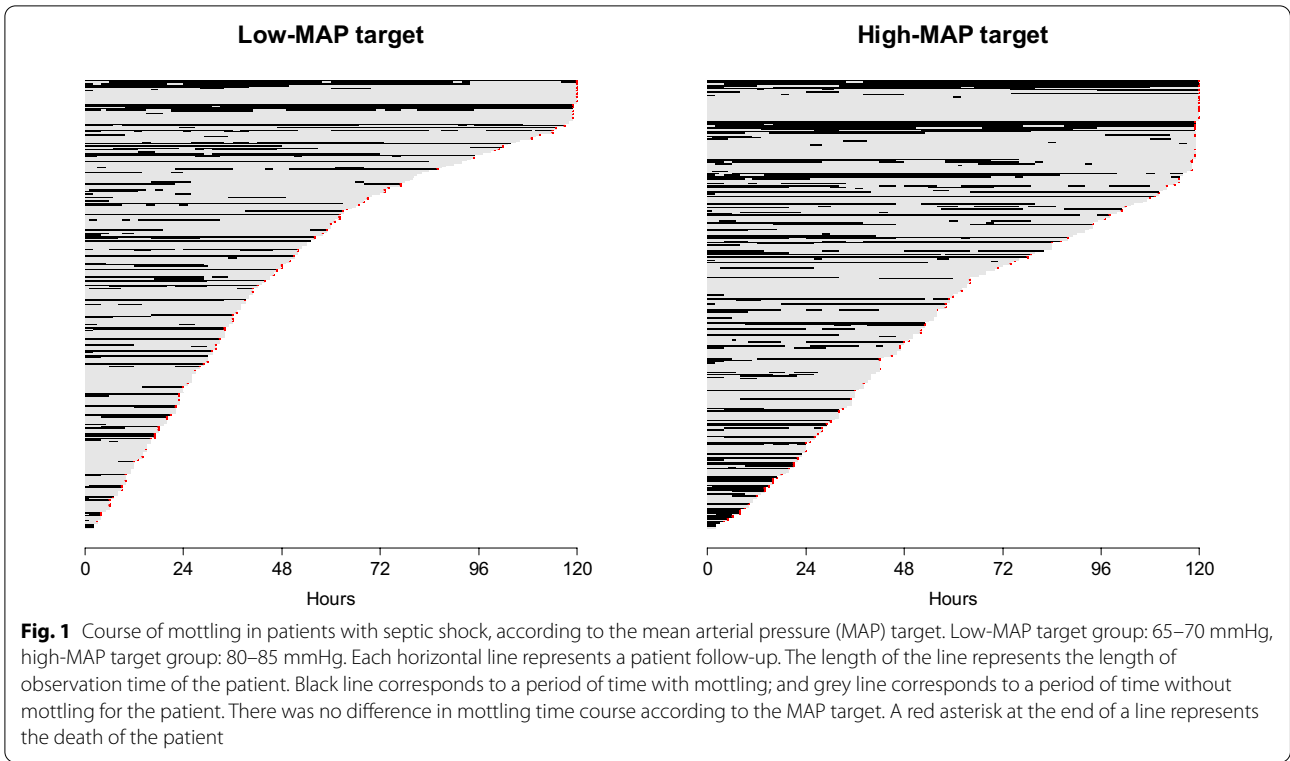 Low-MAP target
High-MAP target
0 24 48 72 96 120
0 24 48 72 96 120
Hours
Hours
Fig. 1 Course of mottling in patients with septic shock, according to the mean arterial pressure (MAP) target. Low-MAP target group: 65–70 mmHg,
high-MAP target group: 80–85 mmHg. Each horizontal line represents a patient follow-up. The length of the line represents the length of
observation time of the patient. Black line corresponds to a period of time with mottling; and grey line corresponds to a period of time without
mottling for the patient. There was no difference in mottling time course according to the MAP target. A red asterisk at the end of a line represents
the death of the patient